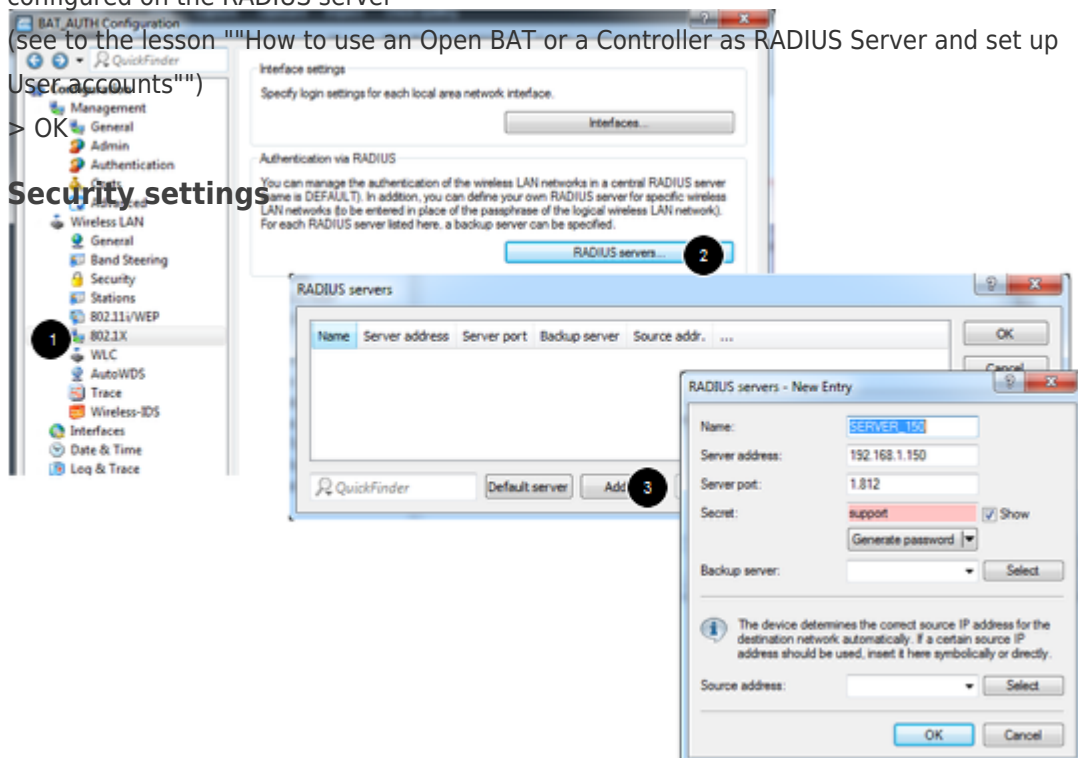 configured on the RADIUS server
BAT_AUTH Configuration
(see to the lesson ""How to use an Open BAT or a Controller as RADIUS Server and set up
User accounts"")
> OK
Security settings
QuickFinder
Configuration
Management
General
Admin
Authentication
Costs
Advanced
Wireless LAN
General
Band Steering
Security
Stations
802.11i/WEP
1
802.1X
WLC
AutoWDS
Trace
Wireless-IDS
Interfaces
Date & Time
Log & Trace
Interface settings
Specify login settings for each local area network interface.
Interfaces...
Authentication via RADIUS
You can manage the authentication of the wireless LAN networks in a central RADIUS server
name is DEFAULT). In addition, you can define your own RADIUS server for specific wireless
LAN networks (to be entered in place of the passphrase of the logical wireless LAN network).
For each RADIUS server listed here, a backup server can be specified.
RADIUS servers... 2
RADIUS servers
Name Server address Server port Backup server Source addr. ...
OK
Cancel
QuickFinder Default server Add 3
RADIUS servers - New Entry
Name: SERVER_150
Server address: 192.168.1.150
Server port: 1.812
Secret: support Show
Generate password
Backup server: Select
The device determines the correct source IP address for the
destination network automatically. If a certain source IP
address should be used, insert it here symbolically or directly.
Source address: Select
OK Cancel